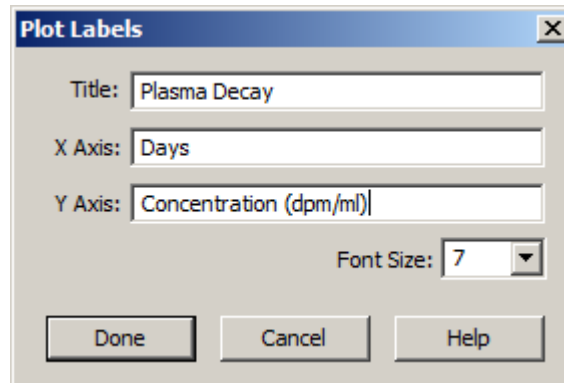 Plot Labels
Title: Plasma Decay
X Axis: Days
Y Axis: Concentration (dpm/ml)
Font Size: 7
Done Cancel Help